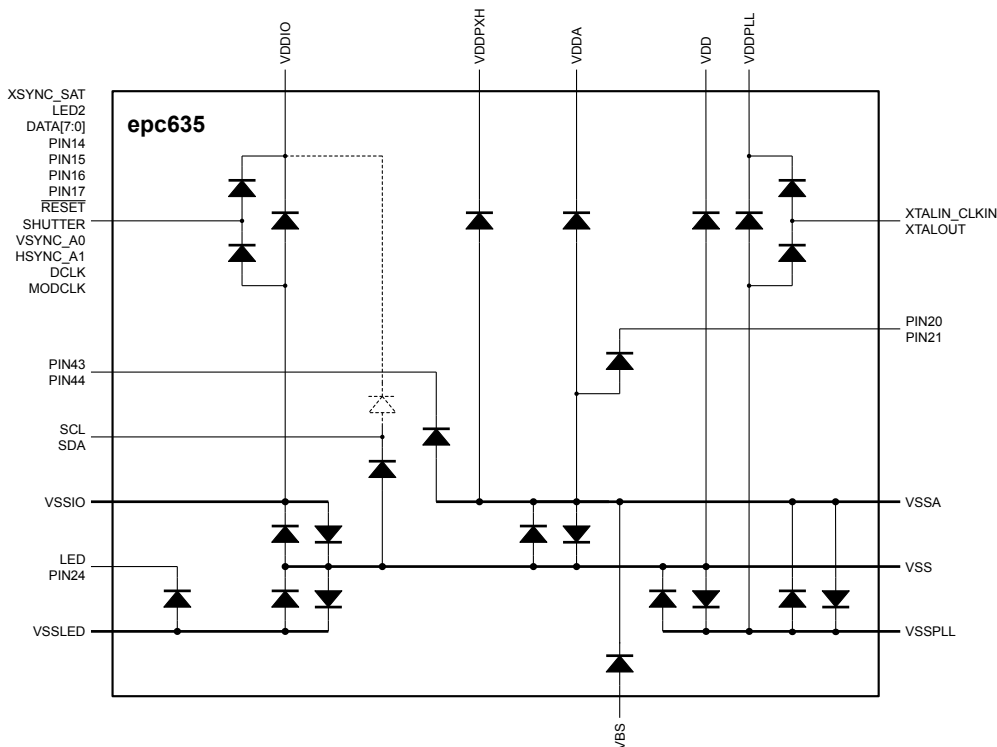 VDDIO
VDDPXH
VDDA
VDD
VDDPLL
XSYNC_SAT
LED2
DATA[7:0]
PIN14
PIN15
PIN16
PIN17
RESET
SHUTTER
VSYNC_A0
HSYNC_A1
DCLK
MODCLK
epc635
XTALIN_CLKIN
XTALOUT
PIN20
PIN21
PIN43
PIN44
SCL
SDA
VSSIO
VSSA
LED
PIN24
VSS
VSSLED
VSSPLL
VBS